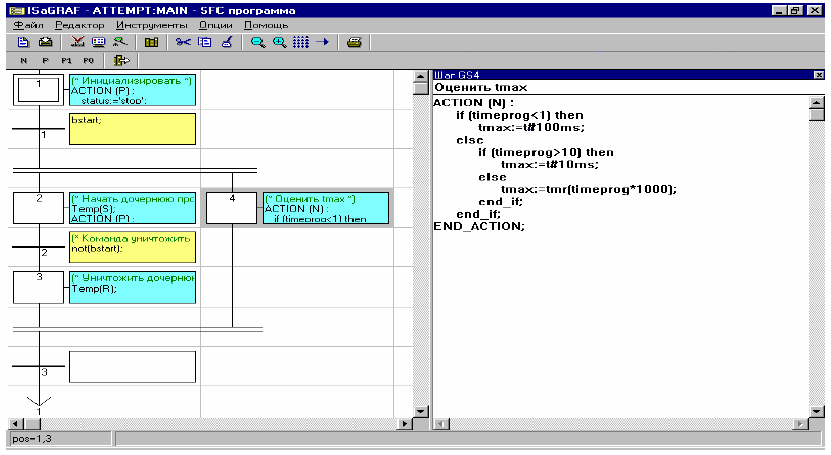 ISaGRAF - ATTEMPT:MAIN - SFC программа
Файл Редактор Инструменты Опции Помощь
N P P1 P0
1
(* Инициализировать *)
ACTION (P) :
status:='stop';
1
bstart;
2
(* Начать дочернюю про
Temp(S);
ACTION (P) :
4
(* Оценить tmax *)
ACTION (N) :
if (timeprog<1) then
2
(* Команда уничтожить
not(bstart);
3
(* Уничтожить дочернюю
Temp(R);
3
1
pos=1,3
Шаг GS4
Оценить tmax
ACTION (N) :
if (timeprog<1) then
tmax:=t#100ms;
else
if (timeprog>10) then
tmax:=t#10ms;
else
tmax:=tmr(timeprog*1000);
end_if;
end_if;
END_ACTION;